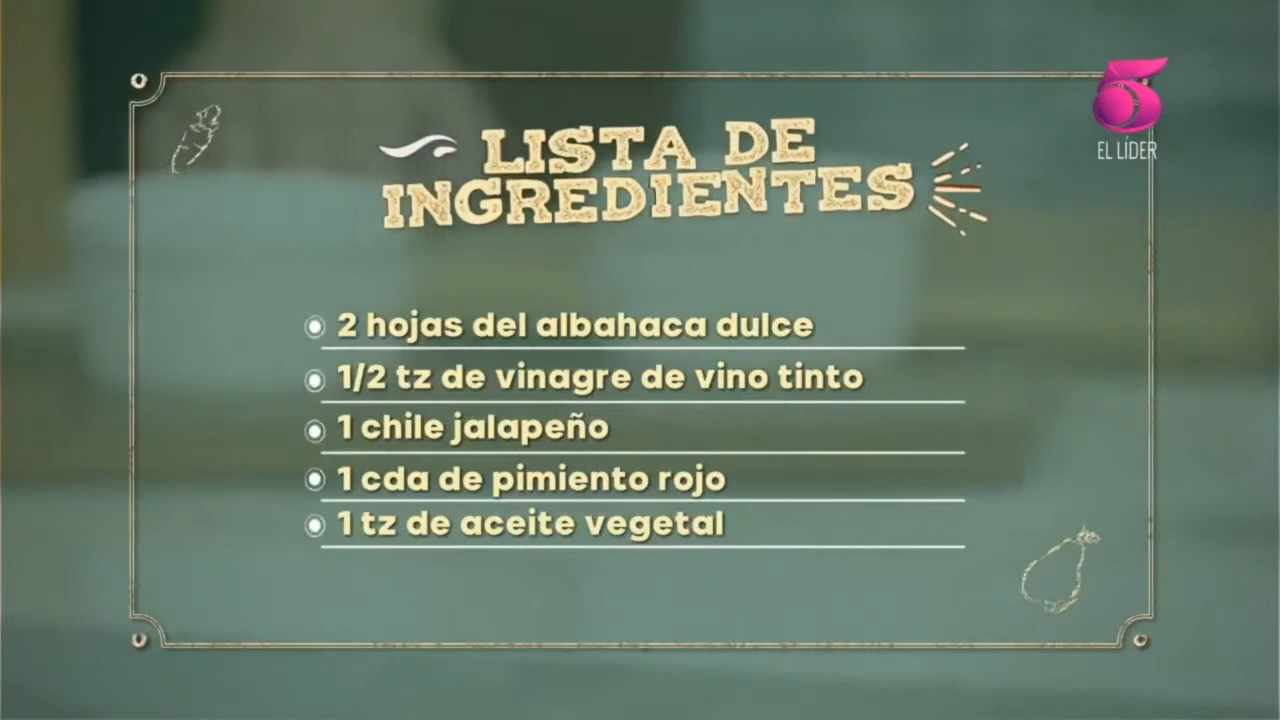 5
EL LÍDER
LISTA DE
INGREDIENTES
2 hojas del albahaca dulce
1/2 tz de vinagre de vino tinto
1 chile jalapeño
1 cda de pimiento rojo
1 tz de aceite vegetal